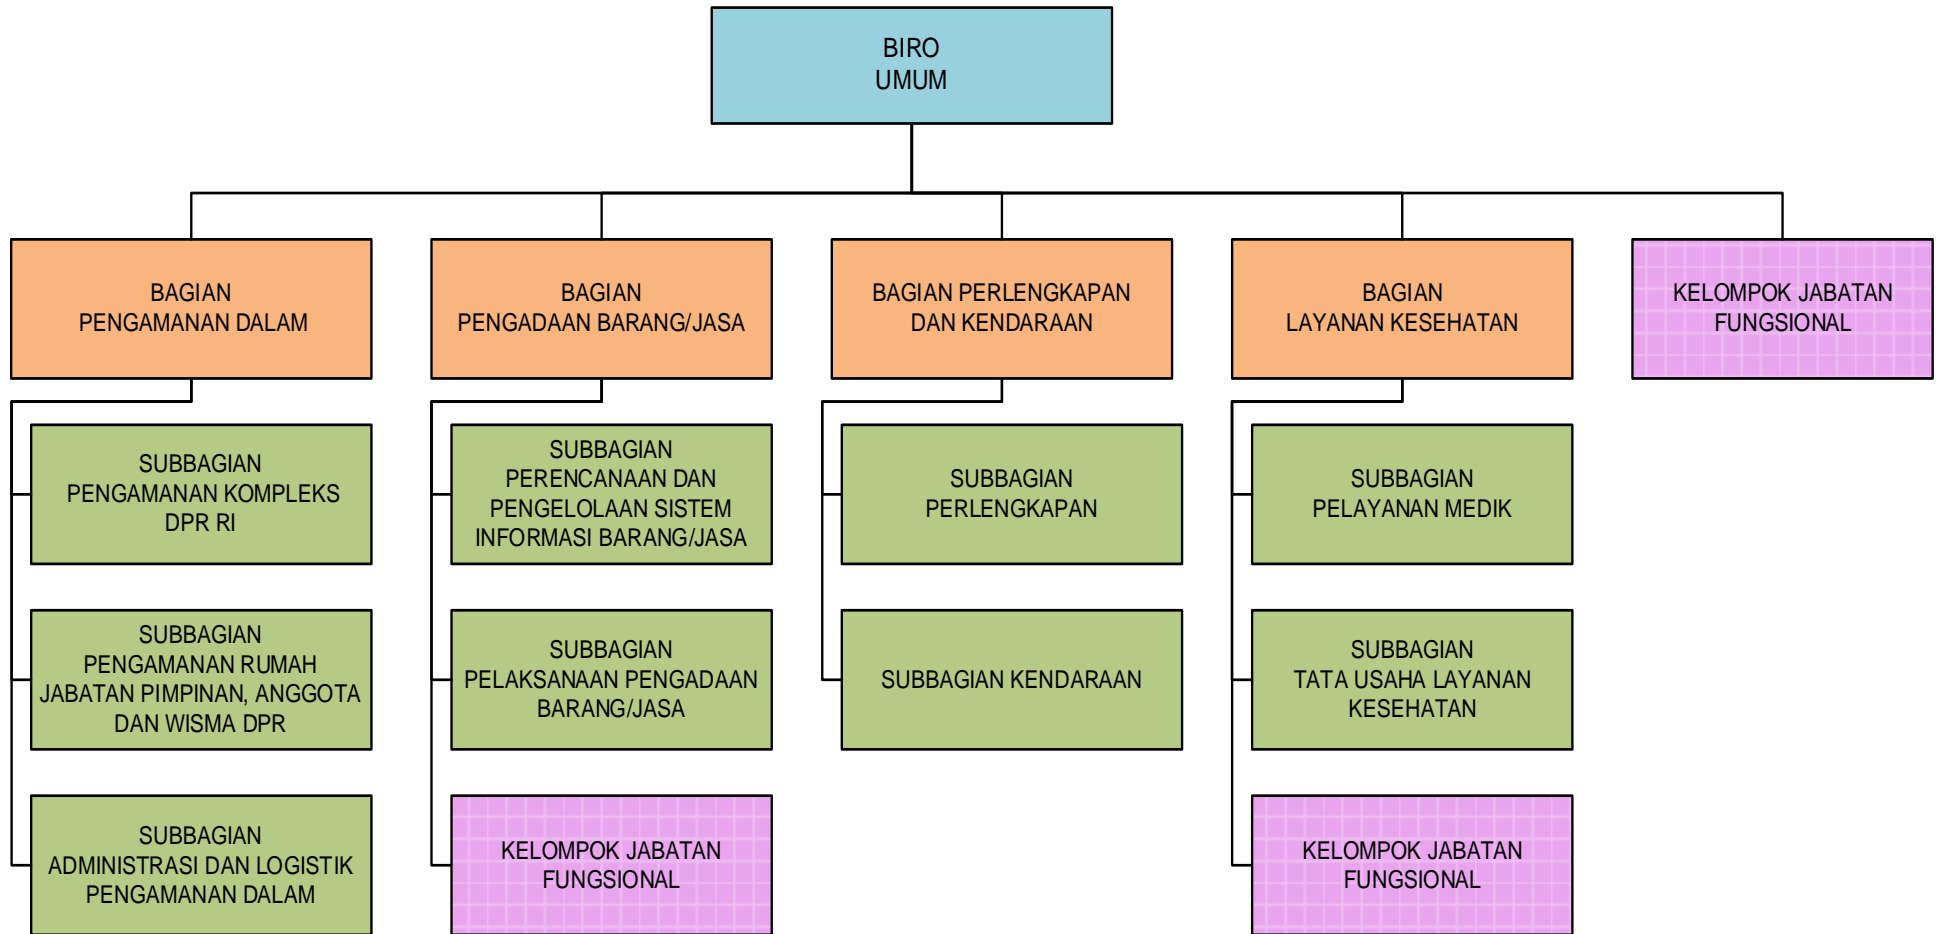 BIRO
UMUM
BAGIAN
PENGAMANAN DALAM
BAGIAN
PENGADAAN BARANG/JASA
BAGIAN PERLENGKAPAN
DAN KENDARAAN
BAGIAN
LAYANAN KESEHATAN
KELOMPOK JABATAN
FUNGSIONAL
SUBBAGIAN
PENGAMANAN KOMPLEKS
DPR RI
SUBBAGIAN
PERENCANAAN DAN
PENGELOLAAN SISTEM
INFORMASI BARANG/JASA
SUBBAGIAN
PERLENGKAPAN
SUBBAGIAN
PELAYANAN MEDIK
SUBBAGIAN
PENGAMANAN RUMAH
JABATAN PIMPINAN, ANGGOTA
DAN WISMA DPR
SUBBAGIAN
PELAKSANAAN PENGADAAN
BARANG/JASA
SUBBAGIAN KENDARAAN
SUBBAGIAN
TATA USAHA LAYANAN
KESEHATAN
SUBBAGIAN
ADMINISTRASI DAN LOGISTIK
PENGAMANAN DALAM
KELOMPOK JABATAN
FUNGSIONAL
KELOMPOK JABATAN
FUNGSIONAL